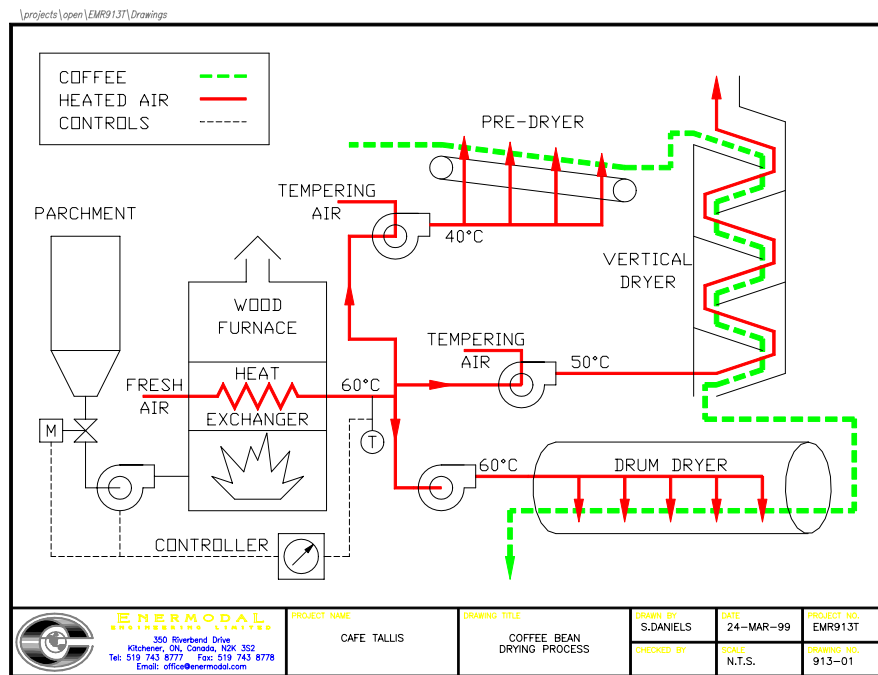 \projects\open\EMR913T\Drawings
COFFEE
HEATED AIR
CONTROLS
PRE-DRYER
TEMPERING
AIR
PARCHMENT
40°C
VERTICAL
DRYER
WOOD
FURNACE
TEMPERING
AIR
50°C
FRESH
AIR
HEAT
EXCHANGER
60°C
M
T
60°C
DRUM DRYER
CONTROLLER
ENERMODAL
ENGINEERING LIMITED
350 Riverbend Drive
Kitchener, ON, Canada, N2K 3S2
Tel: 519 743 8777 Fax: 519 743 8778
Email: office@enermodal.com
PROJECT NAME
CAFE TALLIS
DRAWING TITLE
COFFEE BEAN
DRYING PROCESS
DRAWN BY
S.DANIELS
CHECKED BY
DATE
24-MAR-99
SCALE
N.T.S.
PROJECT NO.
EMR913T
DRAWING NO.
913-01